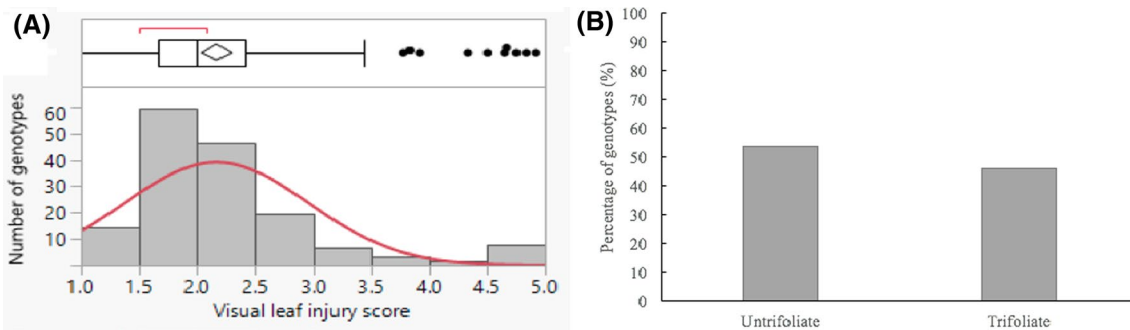 (A)
Number of genotypes
60
50
40
30
20
10
1.0 1.5 2.0 2.5 3.0 3.5 4.0 4.5 5.0
Visual leaf injury score
(B)
Percentage of genotypes (%)
100
90
80
70
60
50
40
30
20
10
0
Untrifoliate Trifoliate